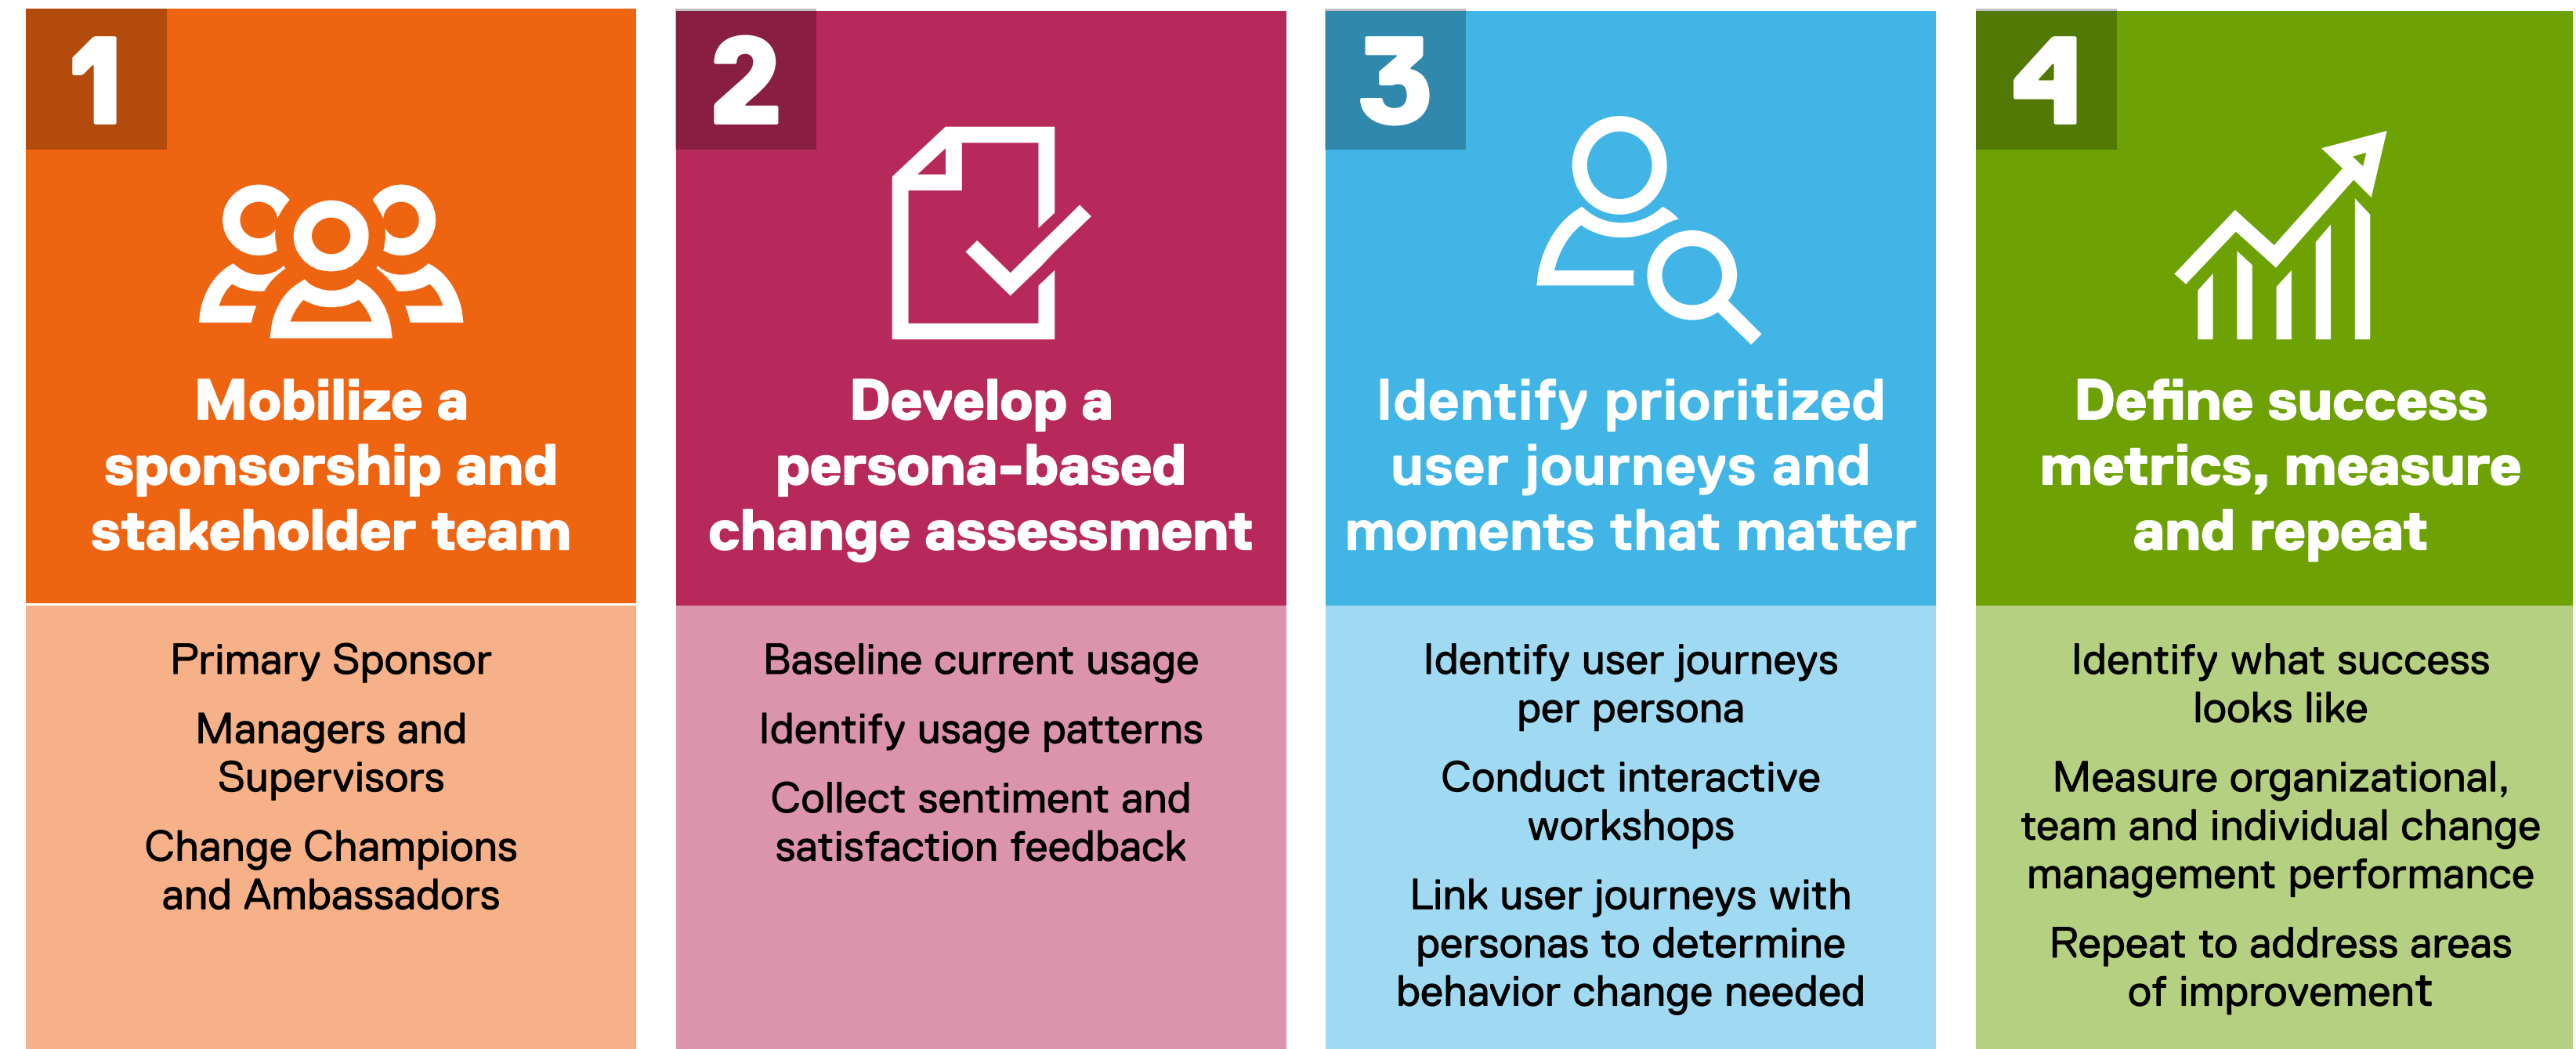 1
Mobilize a
sponsorship and
stakeholder team
Primary Sponsor
Managers and
Supervisors
Change Champions
and Ambassadors
2
Develop a
persona-based
change assessment
Baseline current usage
Identify usage patterns
Collect sentiment and
satisfaction feedback
3
Identify prioritized
user journeys and
moments that matter
Identify user journeys
per persona
Conduct interactive
workshops
Link user journeys with
personas to determine
behavior change needed
4
Define success
metrics, measure
and repeat
Identify what success
looks like
Measure organizational,
team and individual change
management performance
Repeat to address areas
of improvement